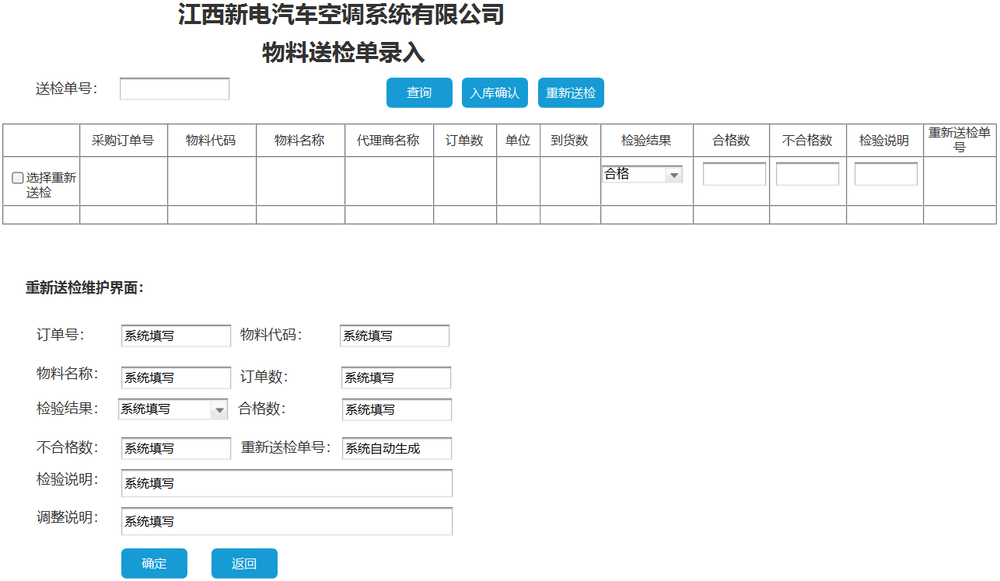 江西新电汽车空调系统有限公司
物料送检单录入
送检单号：
查询 入库确认 重新送检
采购订单号 物料代码 物料名称 代理商名称 订单数 单位 到货数 检验结果 合格数 不合格数 检验说明 重新送检单号
选择重新
送检
合格
重新送检维护界面：
订单号： 系统填写 物料代码： 系统填写
物料名称： 系统填写 订单数： 系统填写
检验结果： 系统填写 合格数： 系统填写
不合格数： 系统填写 重新送检单号： 系统自动生成
检验说明： 系统填写
调整说明： 系统填写
确定 返回